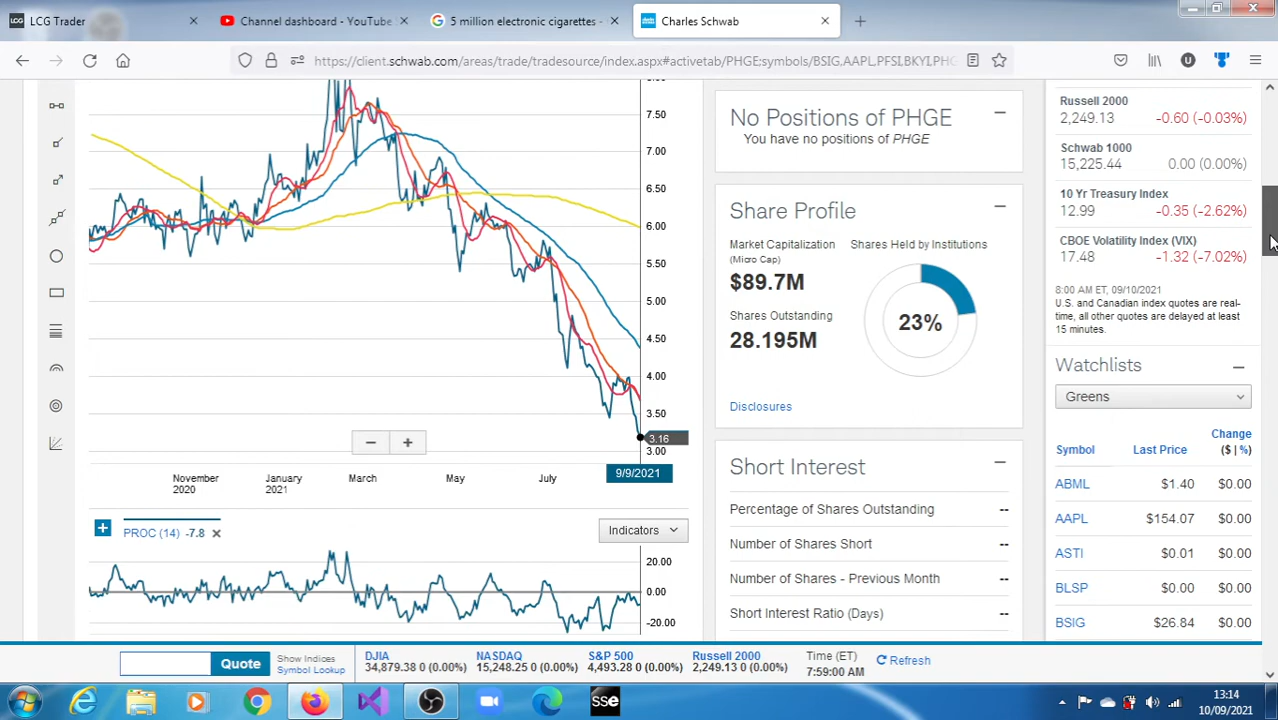 LCG Trader
Channel dashboard - YouTube
5 million electronic cigarettes -
Charles Schwab
https://client.schwab.com/areas/trade/tradesource/index.aspx#activetab/PHGE;symbols/BSIG,AAPL,PFSI,BKYI,PHG
7.50
7.00
6.50
6.00
5.50
5.00
4.50
4.00
3.50
3.16
3.00
November 2020
January 2021
March
May
July
9/9/2021
PROC (14) -7.8
Indicators
20.00
0.00
-20.00
No Positions of PHGE
You have no positions of PHGE
Share Profile
Market Capitalization
(Micro Cap)
$89.7M
Shares Outstanding
28.195M
Shares Held by Institutions
23%
Disclosures
Short Interest
Percentage of Shares Outstanding --
Number of Shares Short --
Number of Shares - Previous Month --
Short Interest Ratio (Days) --
Russell 2000
2,249.13 -0.60 (-0.03%)
Schwab 1000
15,225.44 0.00 (0.00%)
10 Yr Treasury Index
12.99 -0.35 (-2.62%)
CBOE Volatility Index (VIX)
17.48 -1.32 (-7.02%)
8:00 AM ET, 09/10/2021
U.S. and Canadian index quotes are real-
time, all other quotes are delayed at least
15 minutes.
Watchlists
Greens
Symbol Last Price Change ($ | %)
ABML $1.40 $0.00
AAPL $154.07 $0.00
ASTI $0.01 $0.00
BLSP $0.00 $0.00
BSIG $26.84 $0.00
Quote
Show Indices
Symbol Lookup
DJIA
34,879.38 0 (0.00%)
NASDAQ
15,248.25 0 (0.00%)
S&P 500
4,493.28 0 (0.00%)
Russell 2000
2,249.13 0 (0.00%)
Time (ET)
7:59:00 AM
Refresh
sse
13:14
10/09/2021